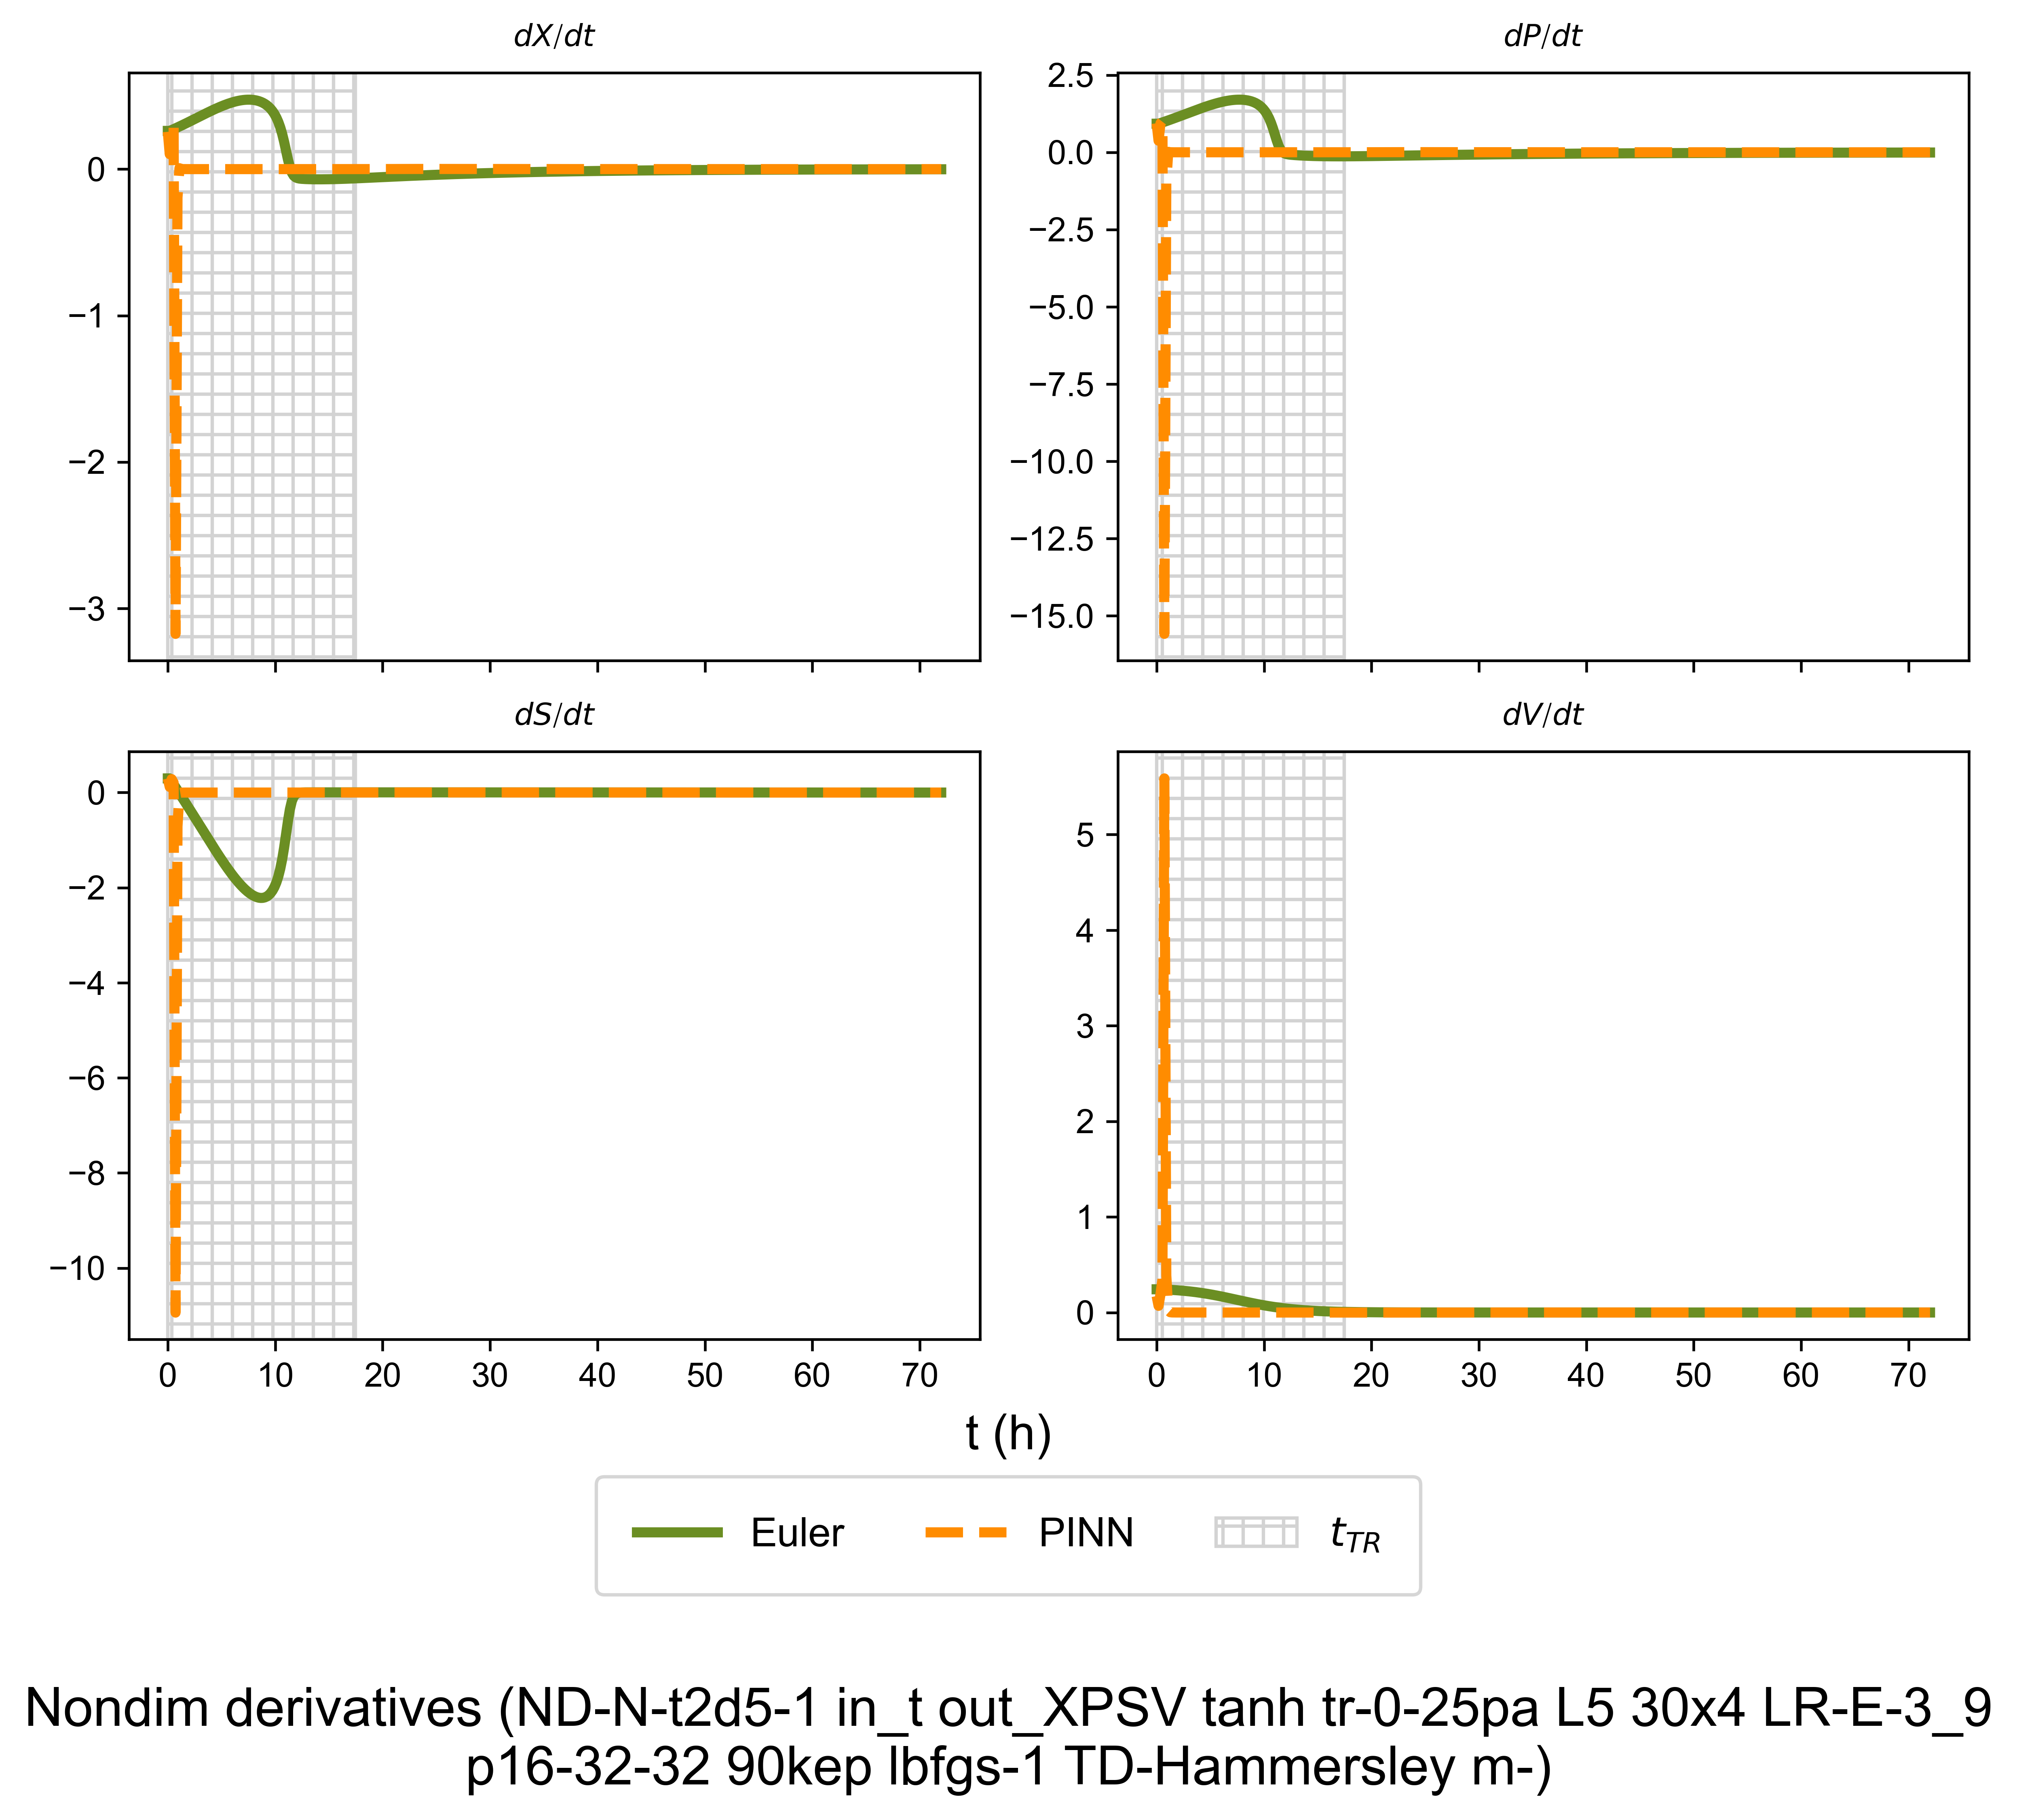 dX/dt
dP/dt
0
−1
−2
−3
2.5
0.0
−2.5
−5.0
−7.5
−10.0
−12.5
−15.0
dS/dt
dV/dt
0
−2
−4
−6
−8
−10
0 10 20 30 40 50 60 70
5
4
3
2
1
0
0 10 20 30 40 50 60 70
t (h)
Euler PINN t_TR
Nondim derivatives (ND-N-t2d5-1 in_t out_XPSV tanh tr-0-25pa L5 30x4 LR-E-3_9
p16-32-32 90kep lbfgs-1 TD-Hammersley m-)